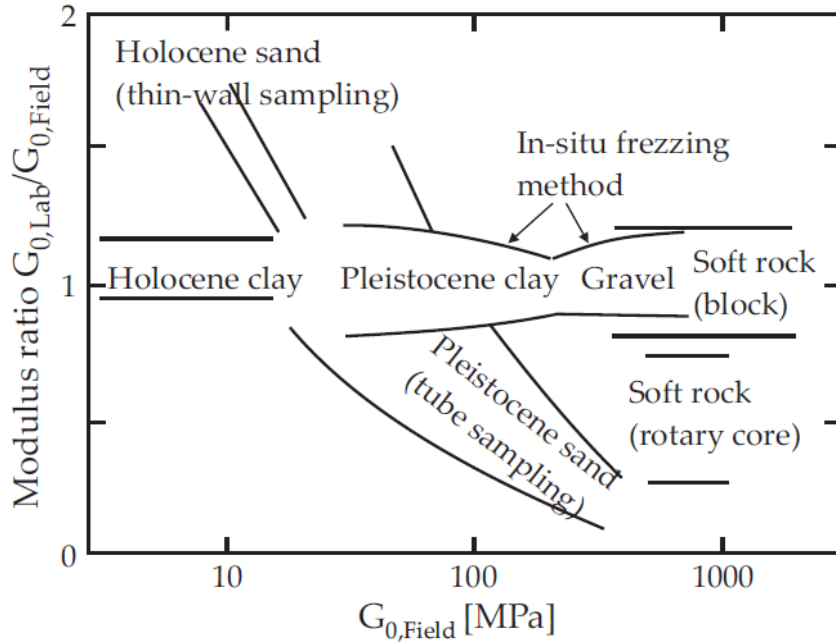 2
Holocene sand
(thin-wall sampling)
In-situ frezzing
method
Modulus ratio G0,Lab/G0,Field
1
Holocene clay
Pleistocene clay
Gravel
Soft rock
(block)
Pleistocene sand
(tube sampling)
Soft rock
(rotary core)
0
10
100
1000
G0,Field [MPa]